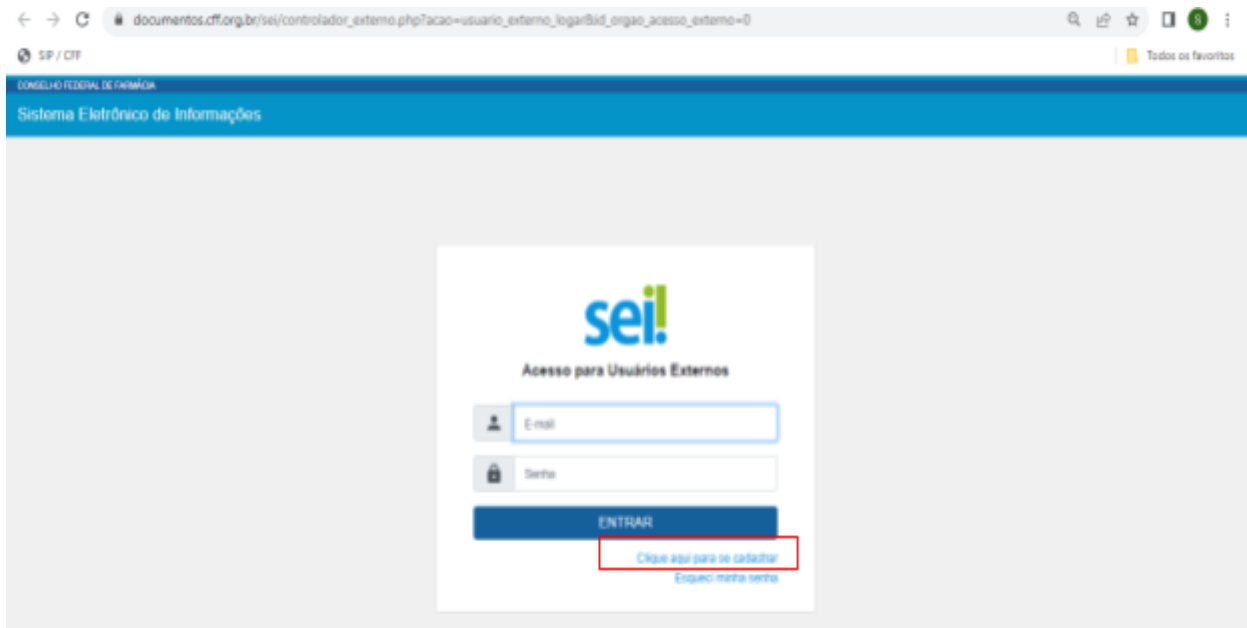 documentos.cff.org.br/sei/controlador_externo.php?acao=usuario_externo_logar&id_orgao_acesso_externo=0
S
SIP / CFF
Todos os favoritos
CONSELHO FEDERAL DE FARMÁCIA
Sistema Eletrônico de Informações
sei!
Acesso para Usuários Externos
E-mail
Senha
ENTRAR
Clique aqui para se cadastrar
Esqueci minha senha